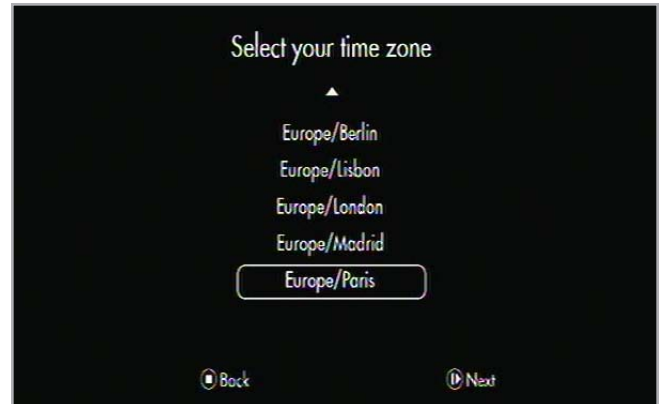 Select your time zone
Europe/Berlin
Europe/Lisbon
Europe/London
Europe/Madrid
Europe/Paris
Back Next